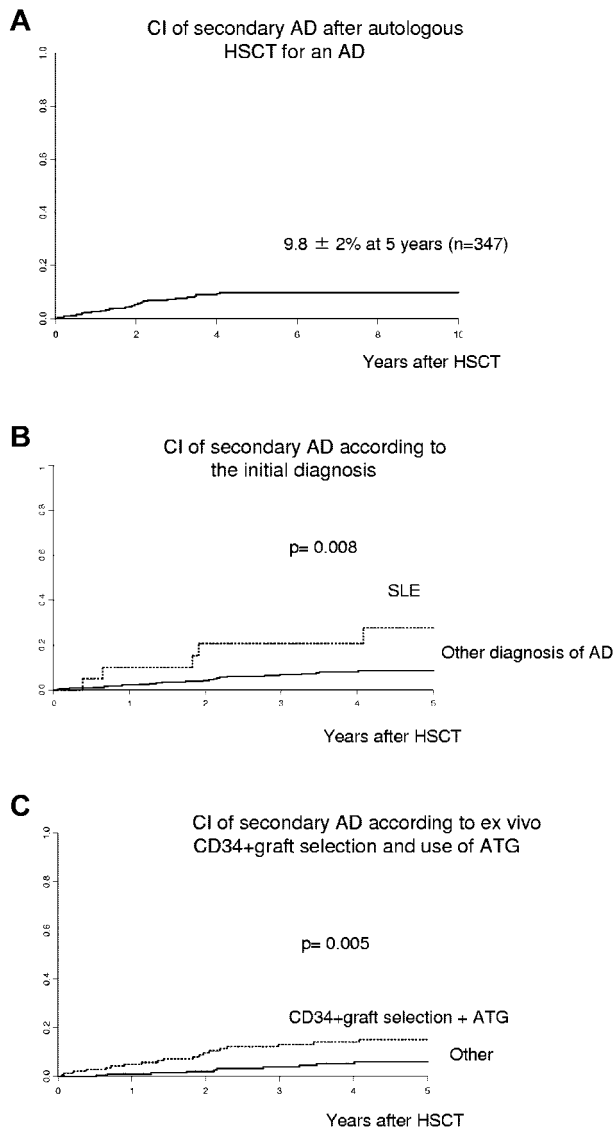 A
CI of secondary AD after autologous
HSCT for an AD
1.0
0.8
0.6
0.4
0.2
0.0
9.8 ± 2% at 5 years (n=347)
0 2 4 6 8 10
Years after HSCT
B
CI of secondary AD according to
the initial diagnosis
1
0.8
0.6
0.4
0.2
0.0
p= 0.008
SLE
Other diagnosis of AD
0 1 2 3 4 5
Years after HSCT
C
CI of secondary AD according to ex vivo
CD34+graft selection and use of ATG
1.0
0.8
0.6
0.4
0.2
0.0
p= 0.005
CD34+graft selection + ATG
Other
0 1 2 3 4 5
Years after HSCT